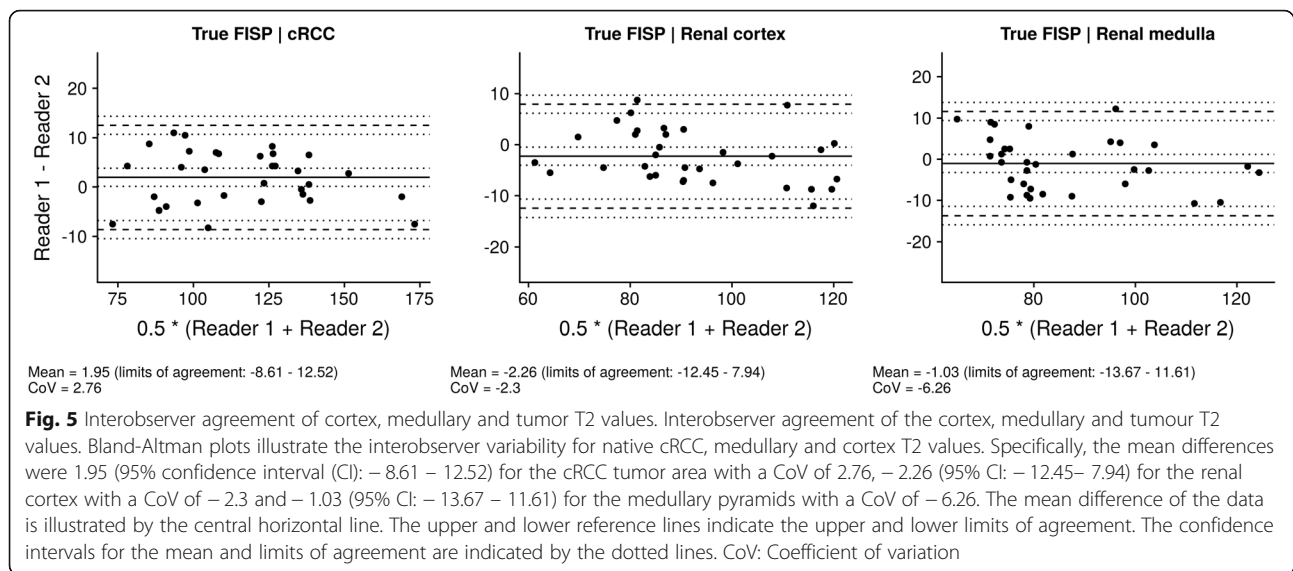 True FISP | cRCC
True FISP | Renal cortex
True FISP | Renal medulla
Reader 1 - Reader 2
20
10
0
-10
75
100
125
150
175
0.5 * (Reader 1 + Reader 2)
10
0
-10
-20
60
80
100
120
0.5 * (Reader 1 + Reader 2)
20
10
0
-10
-20
80
100
120
0.5 * (Reader 1 + Reader 2)
Mean = 1.95 (limits of agreement: -8.61 - 12.52)
CoV = 2.76
Mean = -2.26 (limits of agreement: -12.45 - 7.94)
CoV = -2.3
Mean = -1.03 (limits of agreement: -13.67 - 11.61)
CoV = -6.26
Fig. 5 Interobserver agreement of cortex, medullary and tumor T2 values. Interobserver agreement of the cortex, medullary and tumour T2
values. Bland-Altman plots illustrate the interobserver variability for native cRCC, medullary and cortex T2 values. Specifically, the mean differences
were 1.95 (95% confidence interval (CI): − 8.61 – 12.52) for the cRCC tumor area with a CoV of 2.76, − 2.26 (95% CI: − 12.45– 7.94) for the renal
cortex with a CoV of − 2.3 and − 1.03 (95% CI: − 13.67 – 11.61) for the medullary pyramids with a CoV of − 6.26. The mean difference of the data
is illustrated by the central horizontal line. The upper and lower reference lines indicate the upper and lower limits of agreement. The confidence
intervals for the mean and limits of agreement are indicated by the dotted lines. CoV: Coefficient of variation